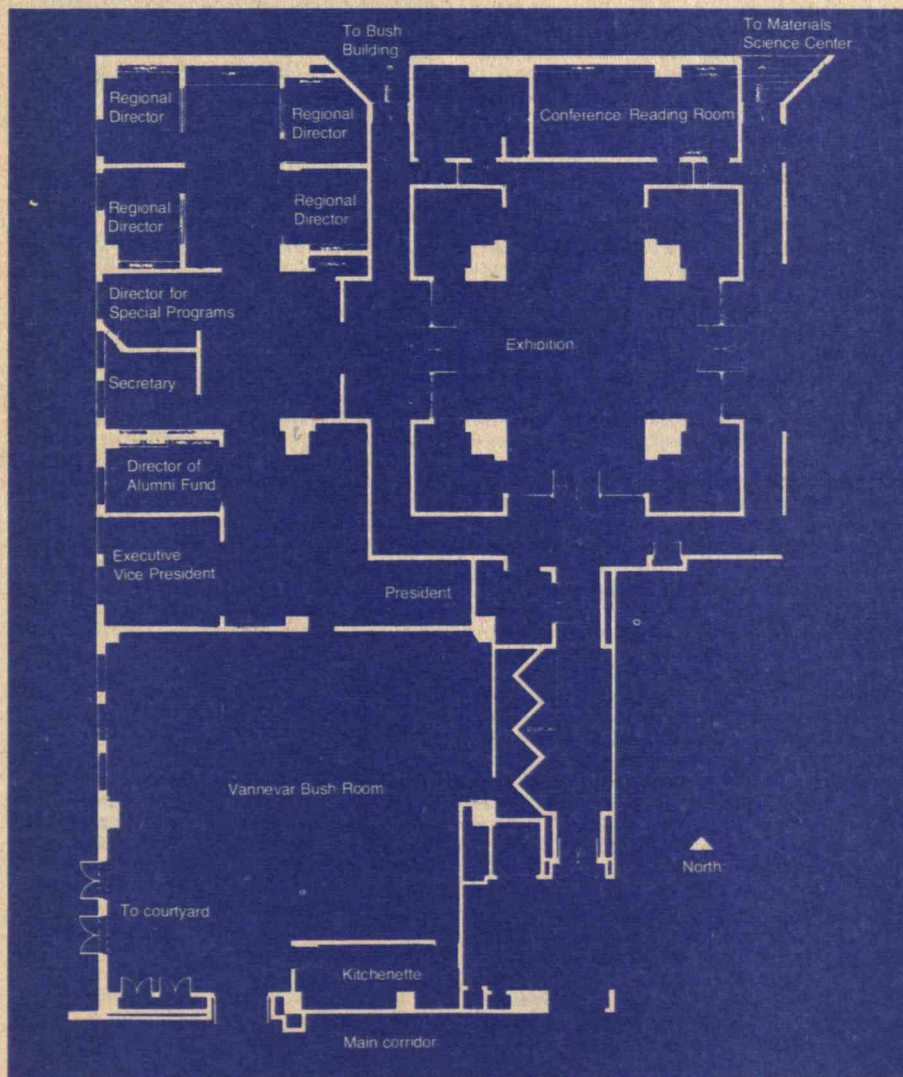 To Bush
Building
To Materials
Science Center
Regional
Director
Regional
Director
Conference Reading Room
Regional
Director
Regional
Director
Director for
Special Programs
Exhibition
Secretary
Director of
Alumni Fund
Executive
Vice President
President
Vannevar Bush Room
North
To courtyard
Kitchenette
Main corridor